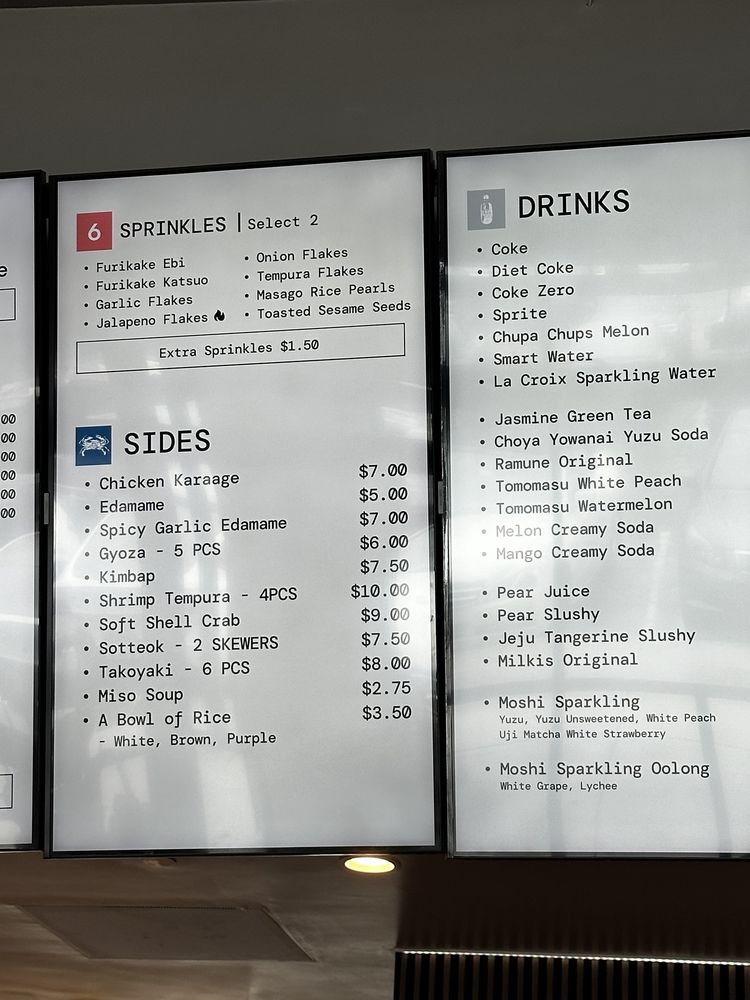 e
00
00
00
00
00
00
6 SPRINKLES | Select 2
• Furikake Ebi
• Furikake Katsuo
• Garlic Flakes
• Jalapeno Flakes
• Onion Flakes
• Tempura Flakes
• Masago Rice Pearls
• Toasted Sesame Seeds
Extra Sprinkles $1.50
SIDES
• Chicken Karaage $7.00
• Edamame $5.00
• Spicy Garlic Edamame $7.00
• Gyoza - 5 PCS $6.00
• Kimbap $7.50
• Shrimp Tempura - 4PCS $10.00
• Soft Shell Crab $9.00
• Sotteok - 2 SKEWERS $7.50
• Takoyaki - 6 PCS $8.00
• Miso Soup $2.75
• A Bowl of Rice $3.50
- White, Brown, Purple
DRINKS
• Coke
• Diet Coke
• Coke Zero
• Sprite
• Chupa Chups Melon
• Smart Water
• La Croix Sparkling Water
• Jasmine Green Tea
• Choya Yowanai Yuzu Soda
• Ramune Original
• Tomomasu White Peach
• Tomomasu Watermelon
• Melon Creamy Soda
• Mango Creamy Soda
• Pear Juice
• Pear Slushy
• Jeju Tangerine Slushy
• Milkis Original
• Moshi Sparkling
Yuzu, Yuzu Unsweetened, White Peach
Uji Matcha White Strawberry
• Moshi Sparkling Oolong
White Grape, Lychee